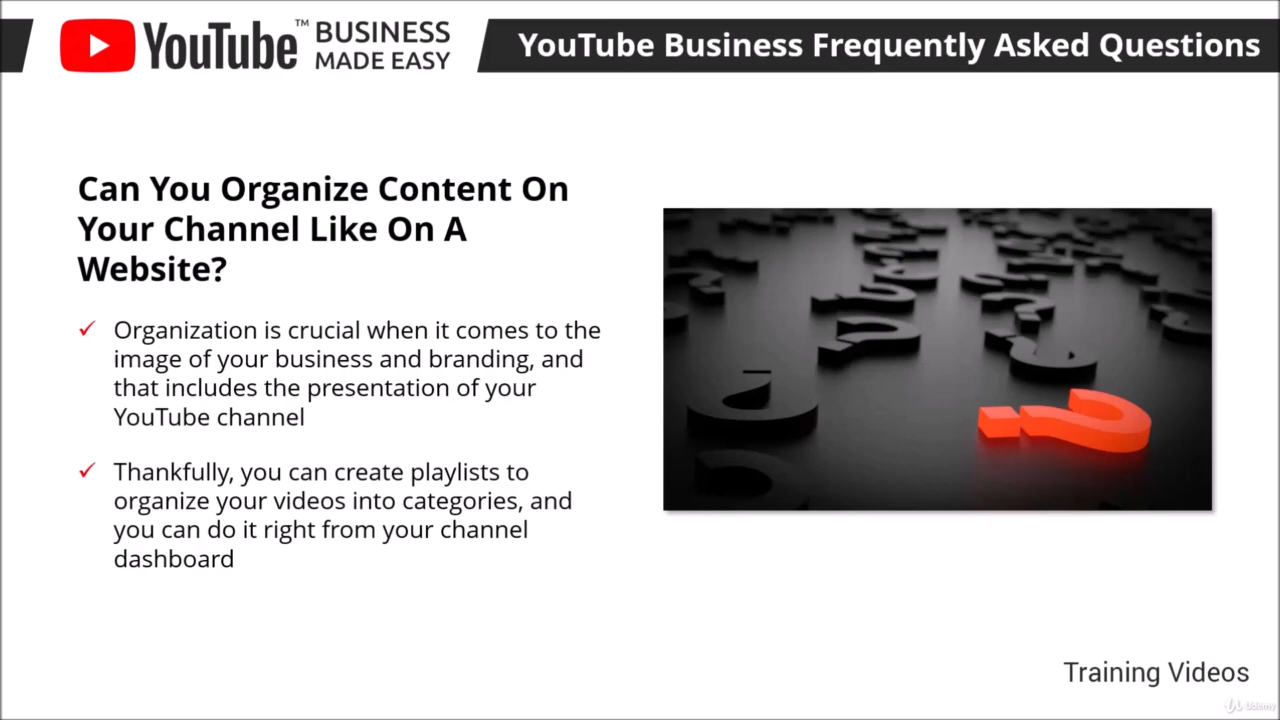 YouTube™ BUSINESS MADE EASY
YouTube Business Frequently Asked Questions
Can You Organize Content On
Your Channel Like On A
Website?
✓ Organization is crucial when it comes to the
image of your business and branding, and
that includes the presentation of your
YouTube channel
✓ Thankfully, you can create playlists to
organize your videos into categories, and
you can do it right from your channel
dashboard
Training Videos
Udemy